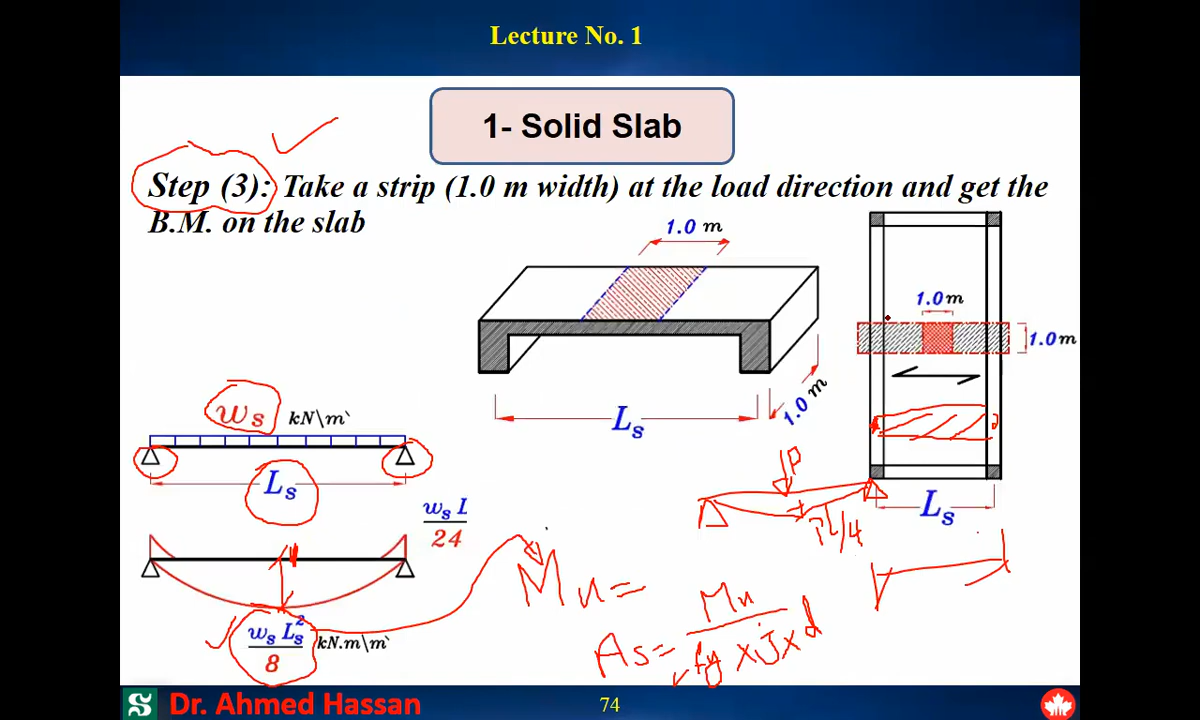 Lecture No. 1
1- Solid Slab
Step (3): Take a strip (1.0 m width) at the load direction and get the
B.M. on the slab
1.0 m
1.0 m
1.0 m
1.0 m
Ls
Ls
ws kN\m`
Ls
ws L
24
ws Ls²
8
kN.m\m`
P
PL/4
Mu =
As = Mu
fy x J x d
Dr. Ahmed Hassan
74